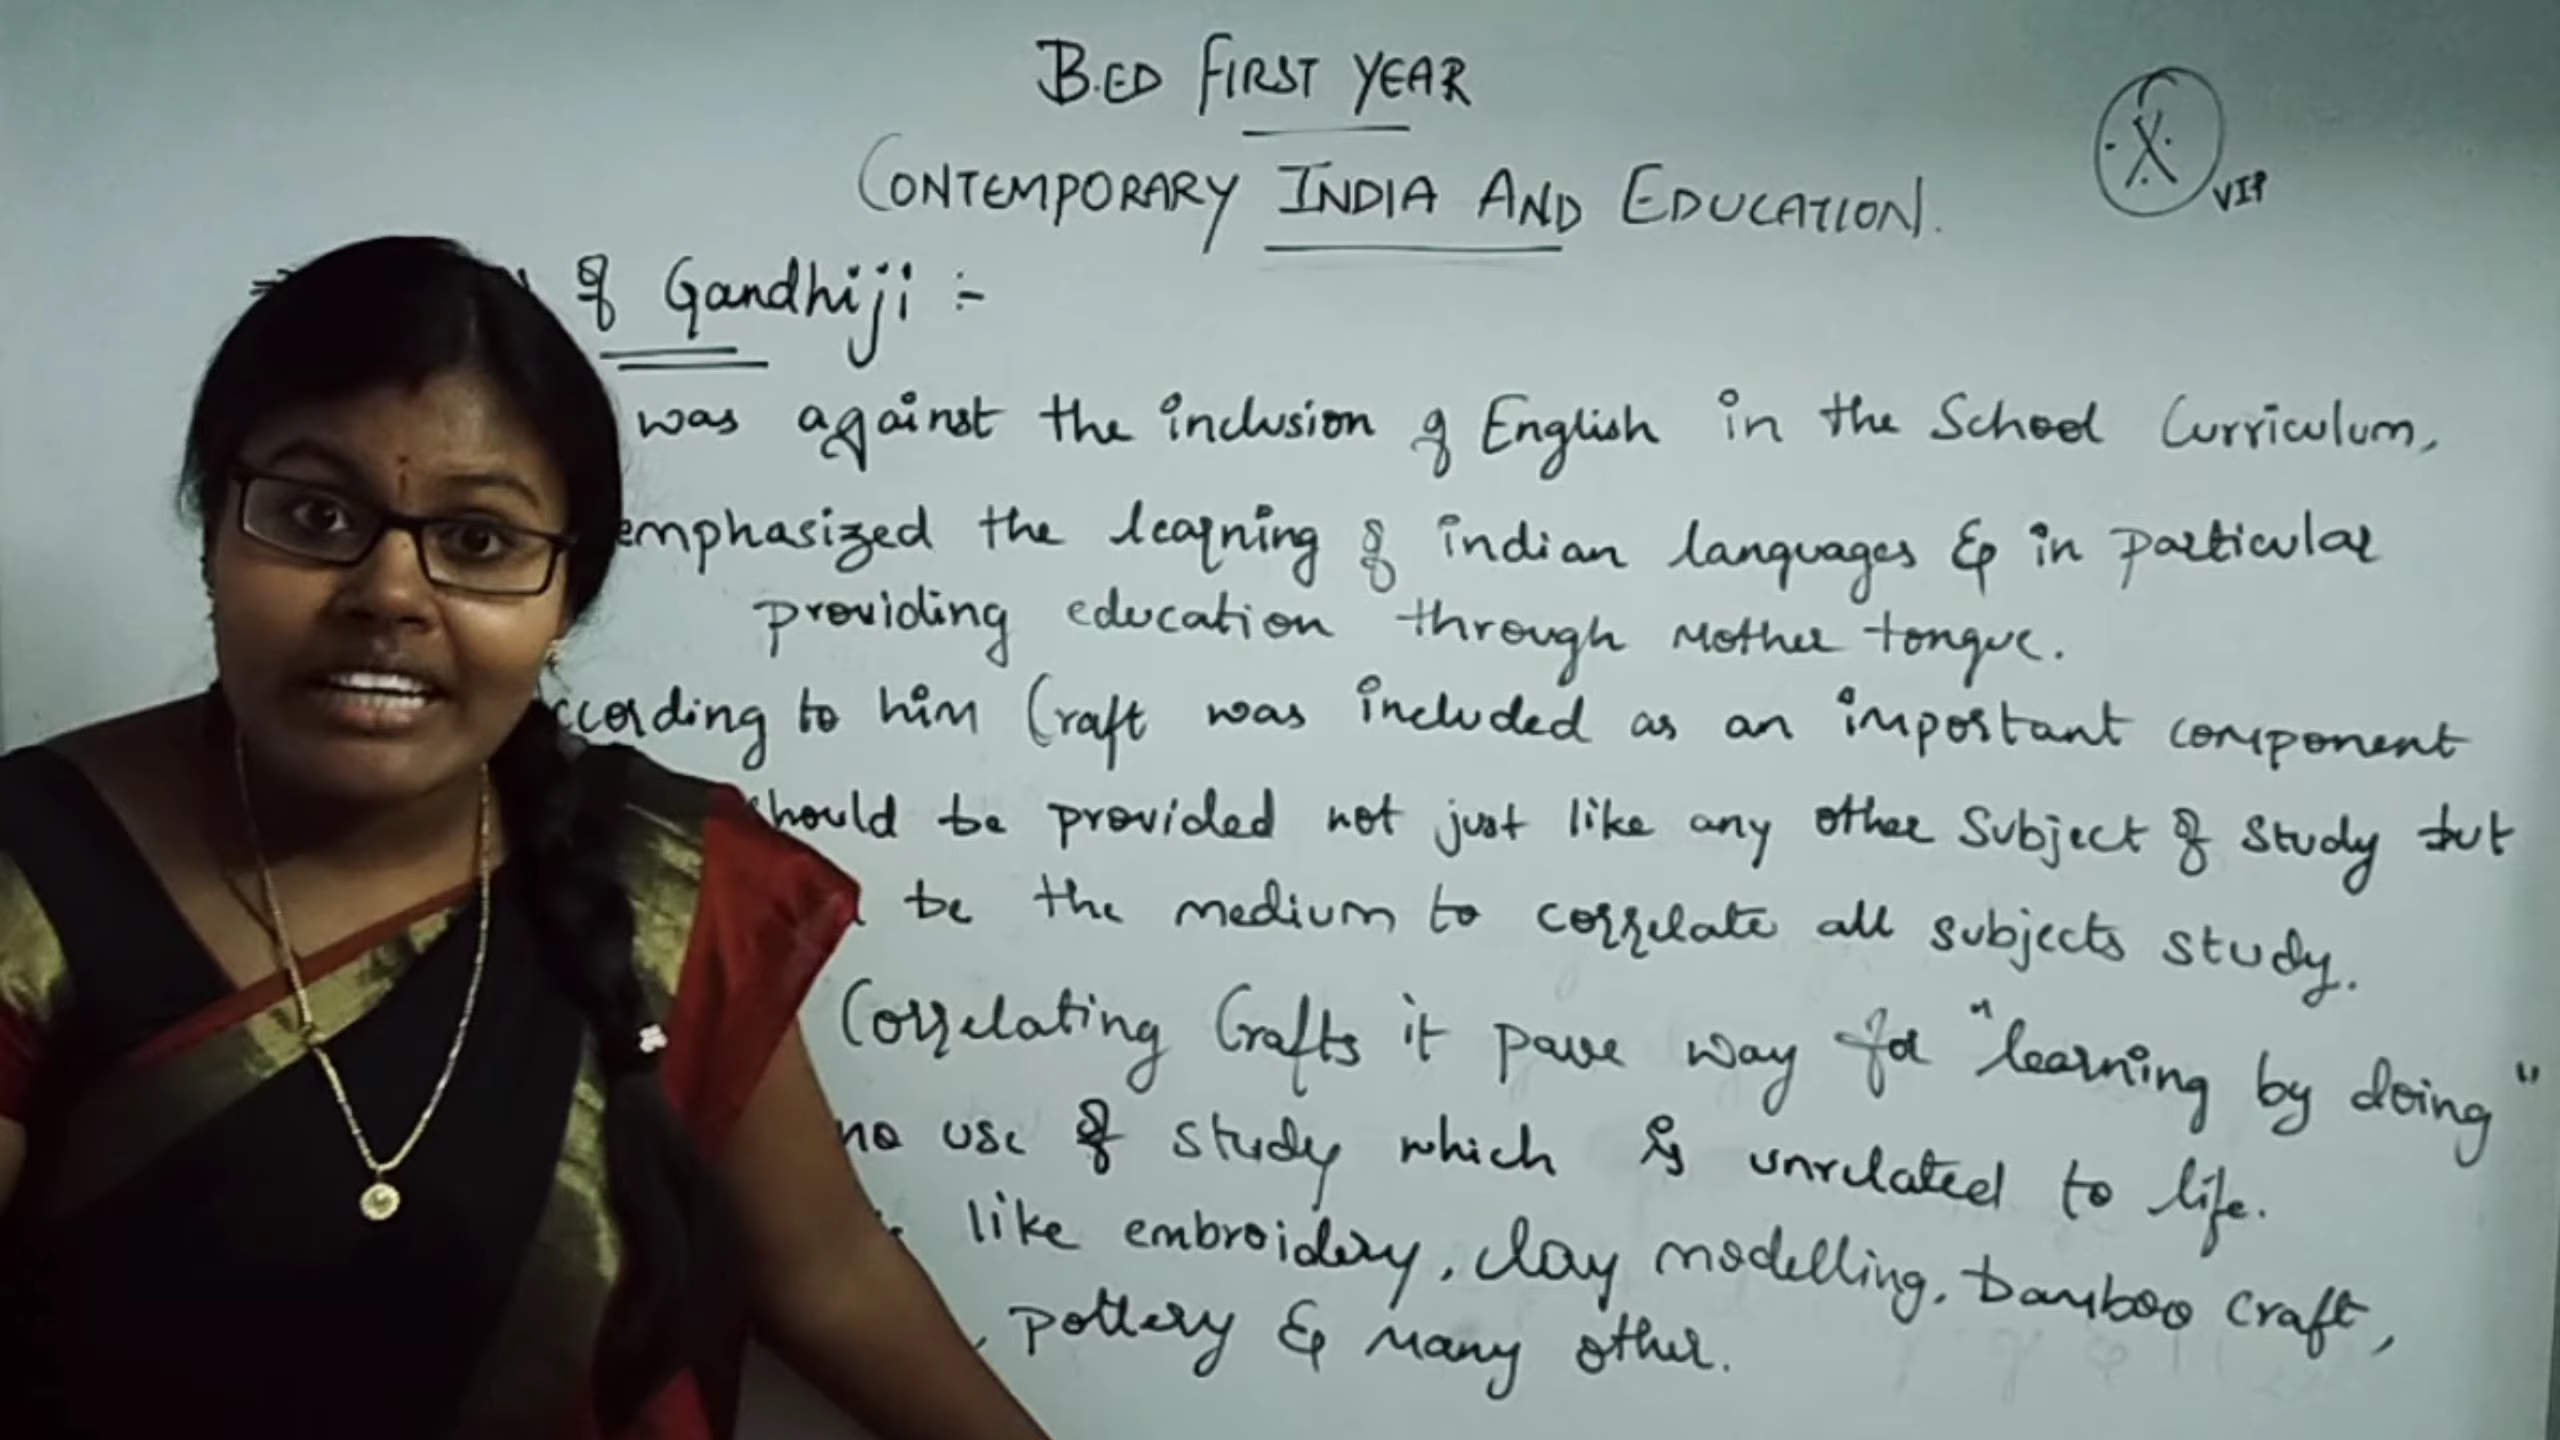 B.ED FIRST YEAR
CONTEMPORARY INDIA AND EDUCATION.
VIP
of Gandhiji :-
was against the inclusion of English in the School Curriculum,
emphasized the learning of indian languages & in particular
providing education through Mother tongue.
ccording to him Craft was included as an important component
hould be provided not just like any other Subject of Study but
be the medium to correlate all subjects study.
Correlating Crafts it pave way for "learning by doing"
no use of study which is unrelated to life.
like embroidery, clay modelling, bamboo craft,
, pottery & many other.